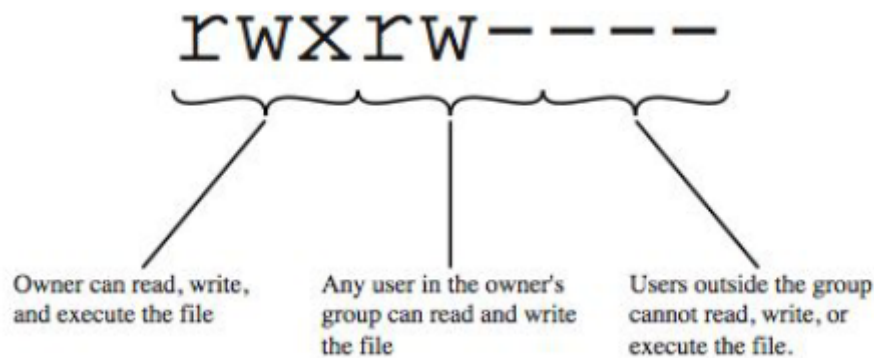 rwxrw----
Owner can read, write,
and execute the file
Any user in the owner's
group can read and write
the file
Users outside the group
cannot read, write, or
execute the file.